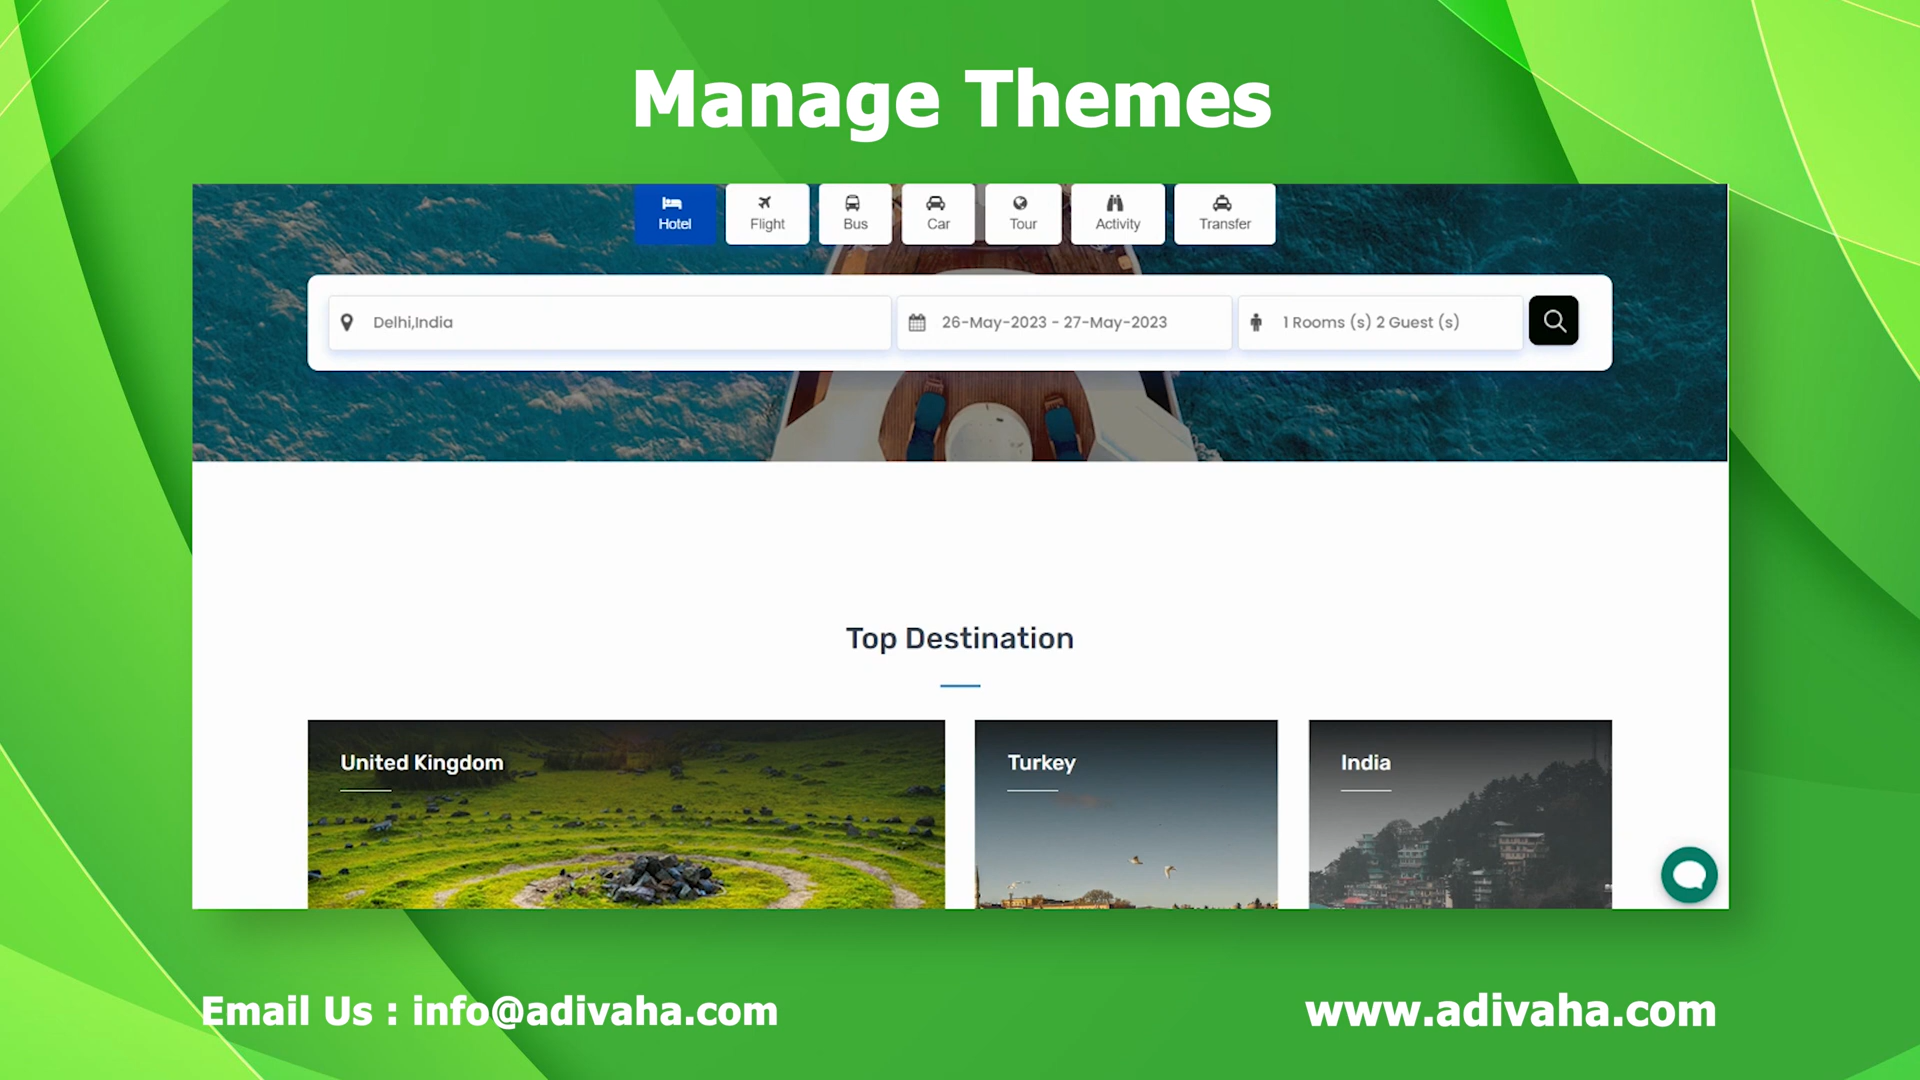 Manage Themes
Hotel Flight Bus Car Tour Activity Transfer
Delhi,India 26-May-2023 - 27-May-2023 1 Rooms (s) 2 Guest (s)
Top Destination
United Kingdom Turkey India
Email Us : info@adivaha.com www.adivaha.com